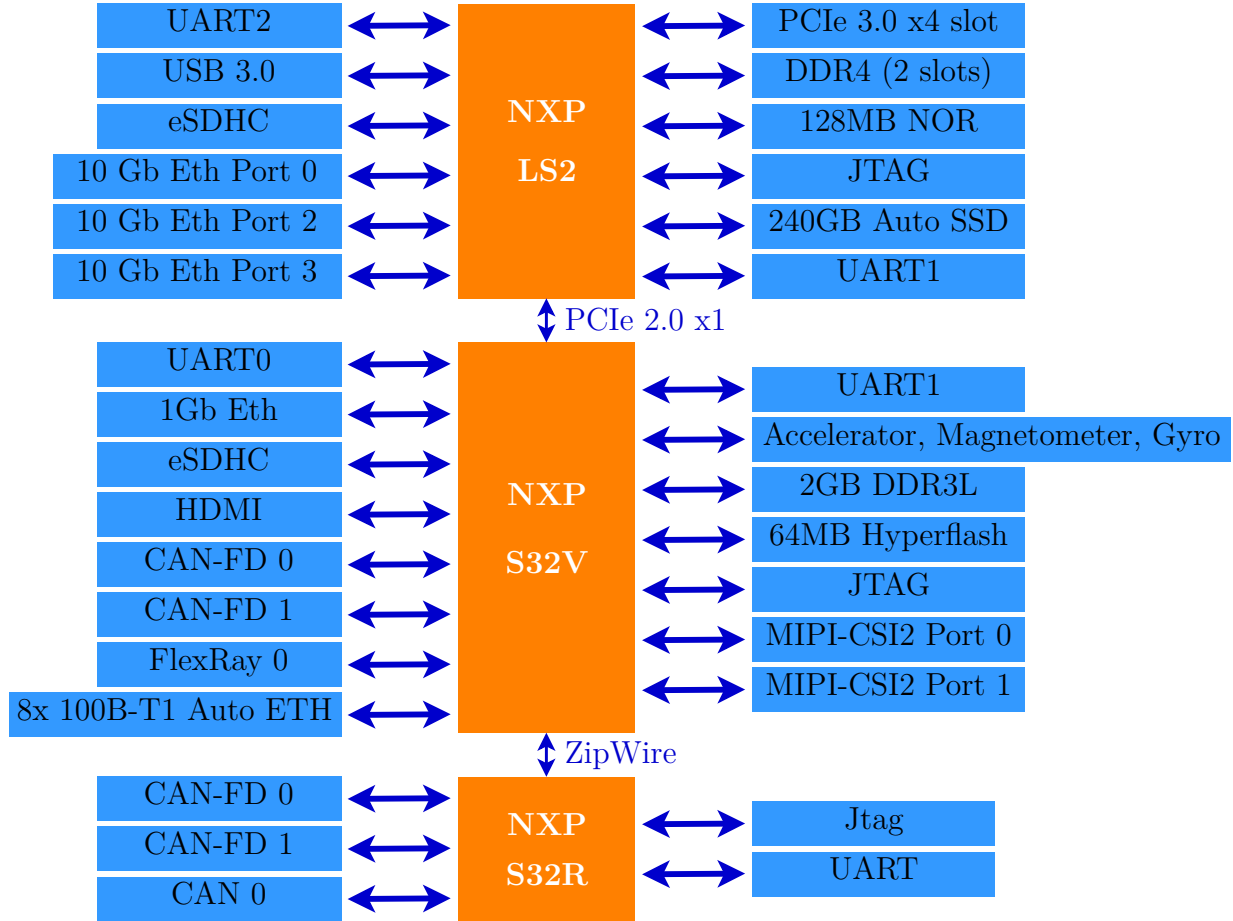 UART2
USB 3.0
eSDHC
10 Gb Eth Port 0
10 Gb Eth Port 2
10 Gb Eth Port 3
NXP
LS2
PCIe 3.0 x4 slot
DDR4 (2 slots)
128MB NOR
JTAG
240GB Auto SSD
UART1
PCIe 2.0 x1
UART0
1Gb Eth
eSDHC
HDMI
CAN-FD 0
CAN-FD 1
FlexRay 0
8x 100B-T1 Auto ETH
NXP
S32V
UART1
Accelerator, Magnetometer, Gyro
2GB DDR3L
64MB Hyperflash
JTAG
MIPI-CSI2 Port 0
MIPI-CSI2 Port 1
ZipWire
CAN-FD 0
CAN-FD 1
CAN 0
NXP
S32R
Jtag
UART